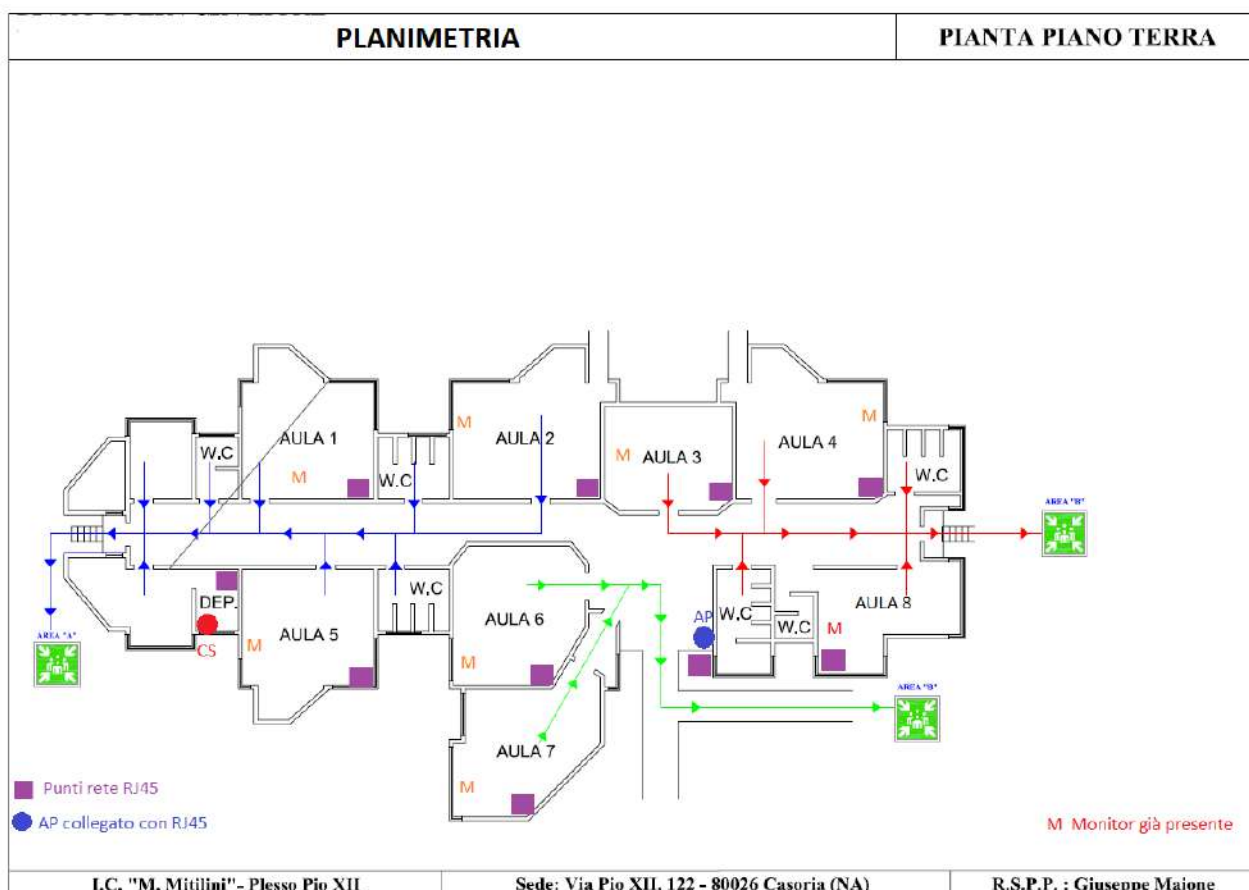 PLANIMETRIA
PIANTA PIANO TERRA
AULA 1
W.C
M
W.C
M
AULA 2
M
AULA 3
M
AULA 4
W.C
AREA "B"
DEP.
CS
AREA "A"
AULA 5
M
W.C
AULA 6
M
AP
W.C
W.C
AULA 8
M
AREA "B"
AULA 7
M
Punti rete RJ45
AP collegato con RJ45
M Monitor già presente
I.C. "M. Mitilini"- Plesso Pio XII
Sede: Via Pio XII, 122 - 80026 Casoria (NA)
R.S.P.P. : Giuseppe Maione